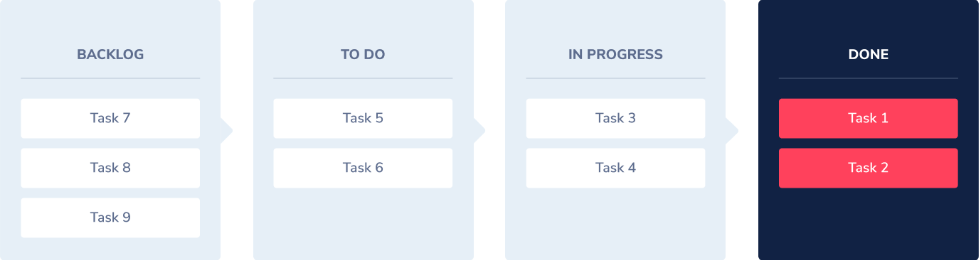 BACKLOG
Task 7
Task 8
Task 9
TO DO
Task 5
Task 6
IN PROGRESS
Task 3
Task 4
DONE
Task 1
Task 2